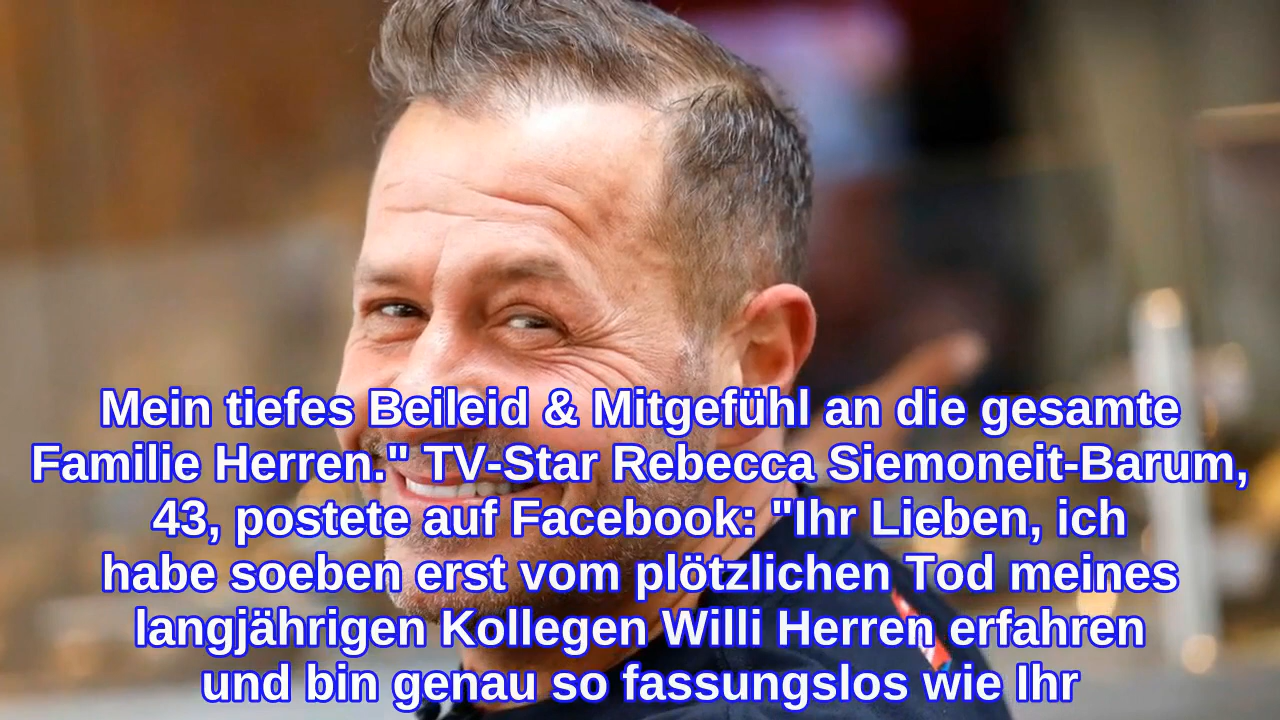 Mein tiefes Beileid & Mitgefühl an die gesamte
Familie Herren." TV-Star Rebecca Siemoneit-Barum,
43, postete auf Facebook: "Ihr Lieben, ich
habe soeben erst vom plötzlichen Tod meines
langjährigen Kollegen Willi Herren erfahren
und bin genau so fassungslos wie Ihr